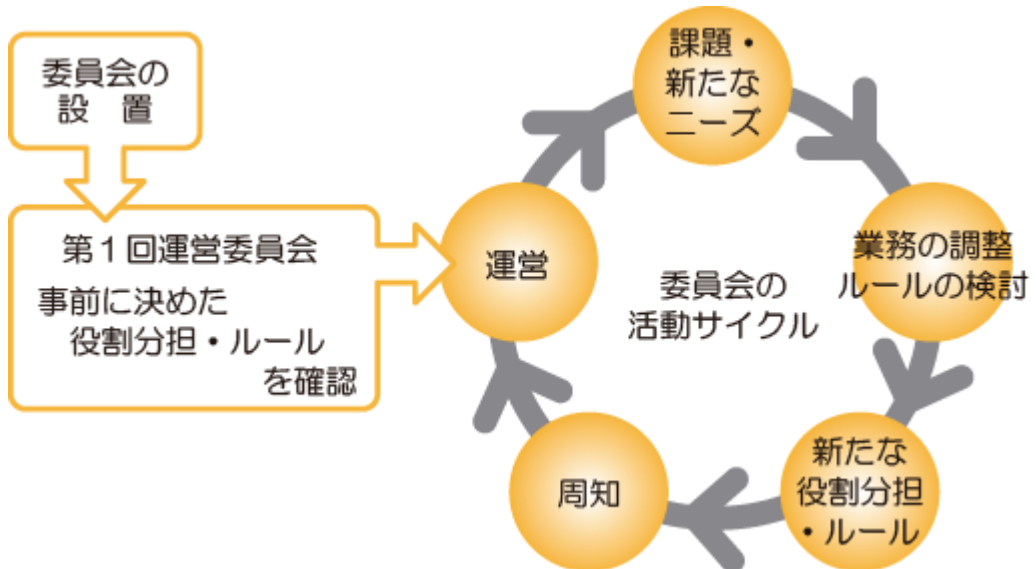 委員会の
設　置
第１回運営委員会
事前に決めた
役割分担・ルール
を確認
運営
課題・
新たな
ニーズ
業務の調整
ルールの検討
新たな
役割分担
・ルール
周知
委員会の
活動サイクル